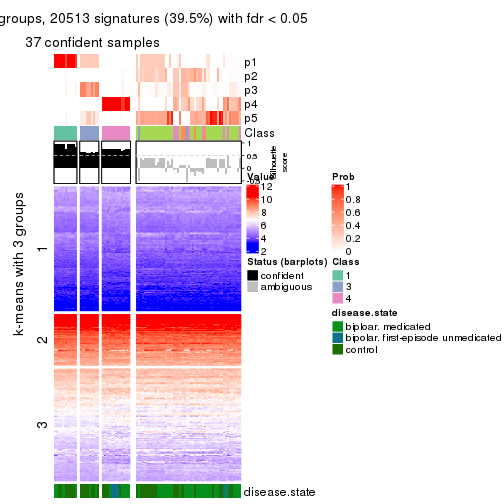 groups, 20513 signatures (39.5%) with fdr < 0.05
37 confident samples
p1
p2
p3
p4
p5
Class
1
0.5
0
-0.5
Silhouette
score
k-means with 3 groups
1
2
3
disease.state
Value
12
10
8
6
4
2
Prob
1
0.8
0.6
0.4
0.2
0
Status (barplots)
confident
ambiguous
Class
1
3
4
disease.state
biploar. medicated
bipolar. first-episode unmedicated
control